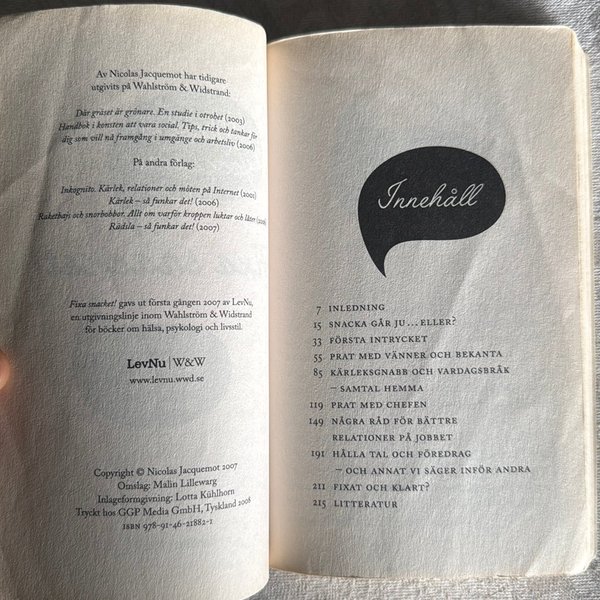 Av Nicolas Jacquemot har tidigare
utgivits på Wahlström & Widstrand:
Där gräset är grönare. En studie i otrohet (2003)
Handbok i konsten att vara social. Tips, trick och tankar för
dig som vill nå framgång i umgänge och arbetsliv (2006)
På andra förlag:
Inkognito. Kärlek, relationer och möten på Internet (2001)
Kärlek – så funkar det! (2006)
Raketbajs och snorbobbor. Allt om varför kroppen luktar och låter (2006)
Rädsla – så funkar det! (2007)
Fixa snacket! gavs ut första gången 2007 av LevNu,
en utgivningslinje inom Wahlström & Widstrand
för böcker om hälsa, psykologi och livsstil.
LevNu | W&W
www.levnu.wwd.se
Copyright © Nicolas Jacquemot 2007
Omslag: Malin Lillewarg
Inlageformgivning: Lotta Kühlhorn
Tryckt hos GGP Media GmbH, Tyskland 2008
ISBN 978-91-46-21882-1
Innehåll
7 INLEDNING
15 SNACKA GÅR JU... ELLER?
33 FÖRSTA INTRYCKET
55 PRAT MED VÄNNER OCH BEKANTA
85 KÄRLEKSGNABB OCH VARDAGSBRÅK
– SAMTAL HEMMA
119 PRAT MED CHEFEN
149 NÅGRA RÅD FÖR BÄTTRE
RELATIONER PÅ JOBBET
191 HÅLLA TAL OCH FÖREDRAG
– OCH ANNAT VI SÄGER INFÖR ANDRA
211 FIXAT OCH KLART?
215 LITTERATUR